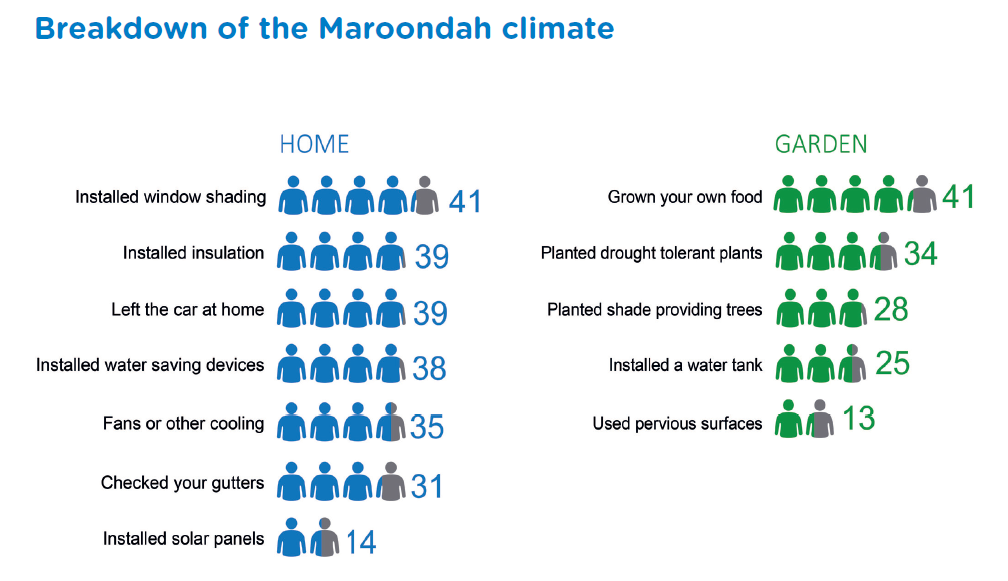 Breakdown of the Maroondah climate
HOME
Installed window shading 41
Installed insulation 39
Left the car at home 39
Installed water saving devices 38
Fans or other cooling 35
Checked your gutters 31
Installed solar panels 14
GARDEN
Grown your own food 41
Planted drought tolerant plants 34
Planted shade providing trees 28
Installed a water tank 25
Used pervious surfaces 13